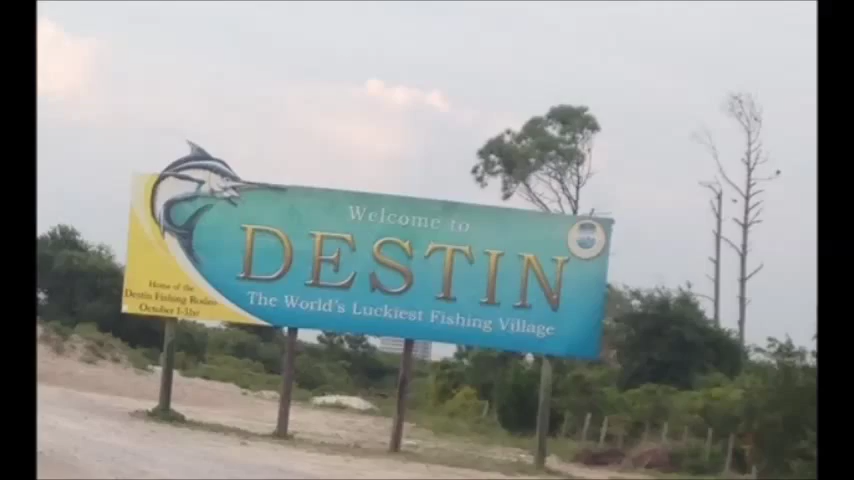 Welcome to
DESTIN
The World's Luckiest Fishing Village
Home of the
Destin Fishing Rodeo
October 1-31st